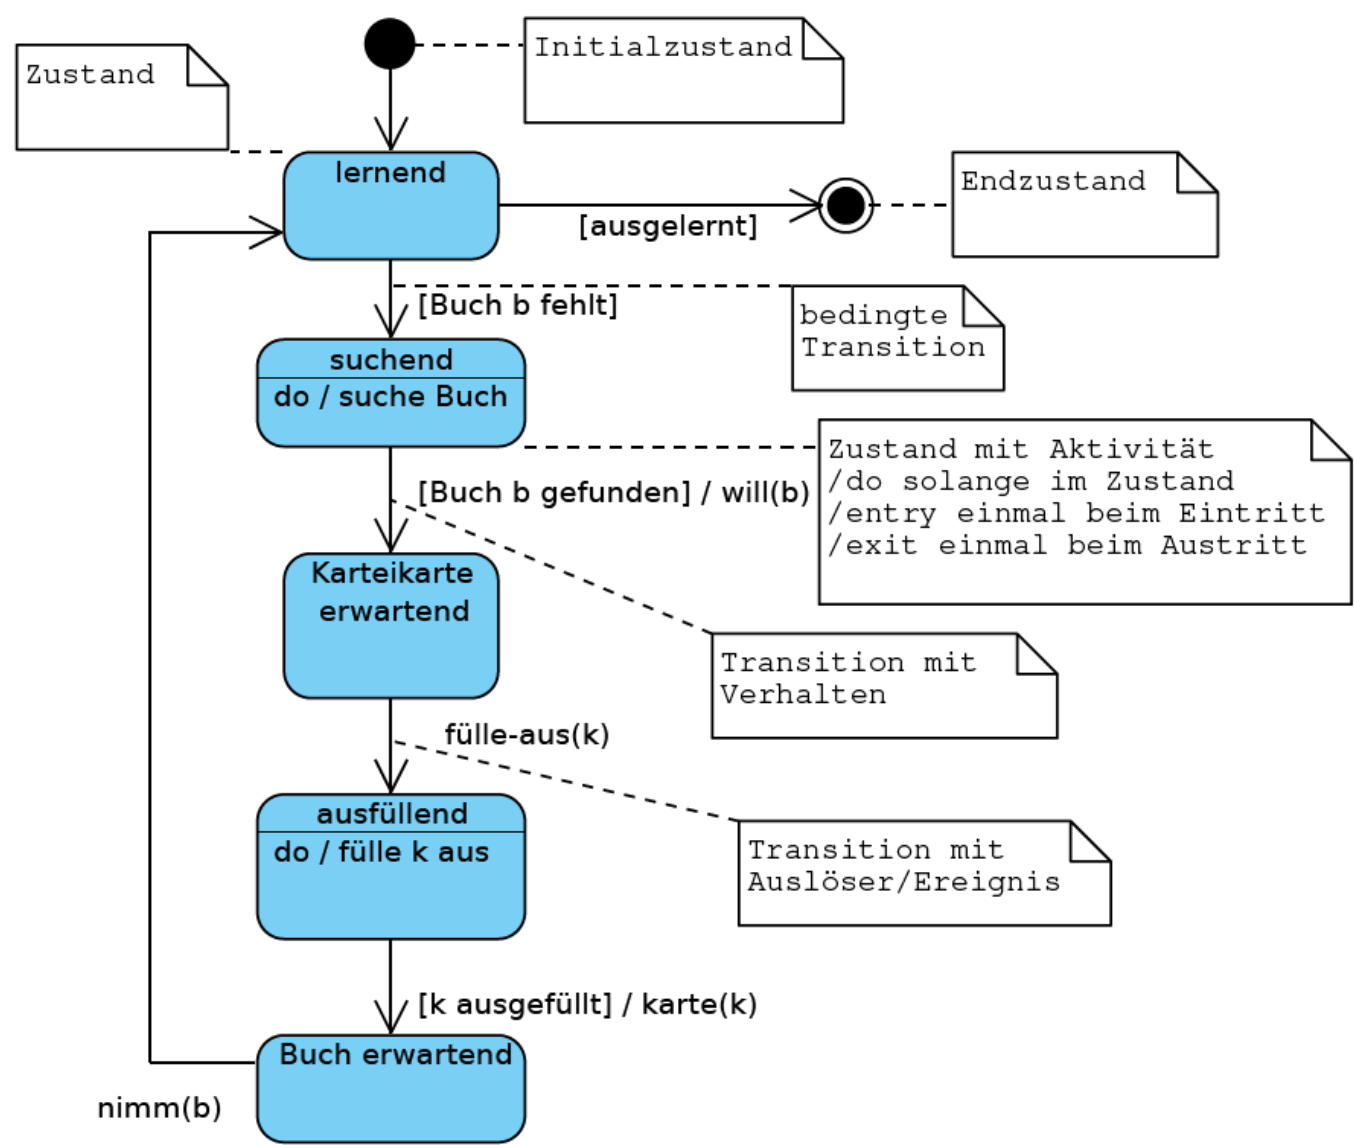 Initialzustand
Zustand
lernend
Endzustand
[ausgelernt]
[Buch b fehlt]
bedingte
Transition
suchend
do / suche Buch
Zustand mit Aktivität
/do solange im Zustand
/entry einmal beim Eintritt
/exit einmal beim Austritt
[Buch b gefunden] / will(b)
Karteikarte
erwartend
Transition mit
Verhalten
fülle-aus(k)
ausfüllend
do / fülle k aus
Transition mit
Auslöser/Ereignis
[k ausgefüllt] / karte(k)
Buch erwartend
nimm(b)